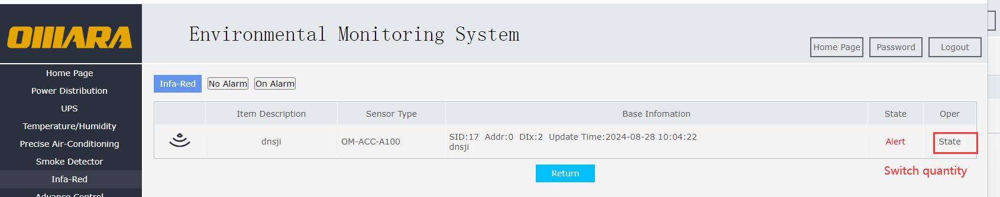 OMARA
Environmental Monitoring System
Home Page
Password
Logout
Home Page
Power Distribution
UPS
Temperature/Humidity
Precise Air-Conditioning
Smoke Detector
Infa-Red
Advance Control
Infa-Red
No Alarm
On Alarm
Item Description
Sensor Type
Base Infomation
State
Oper
dnsji
OM-ACC-A100
SID:17 Addr:0 DIx:2 Update Time:2024-08-28 10:04:22
dnsji
Alert
State
Switch quantity
Return